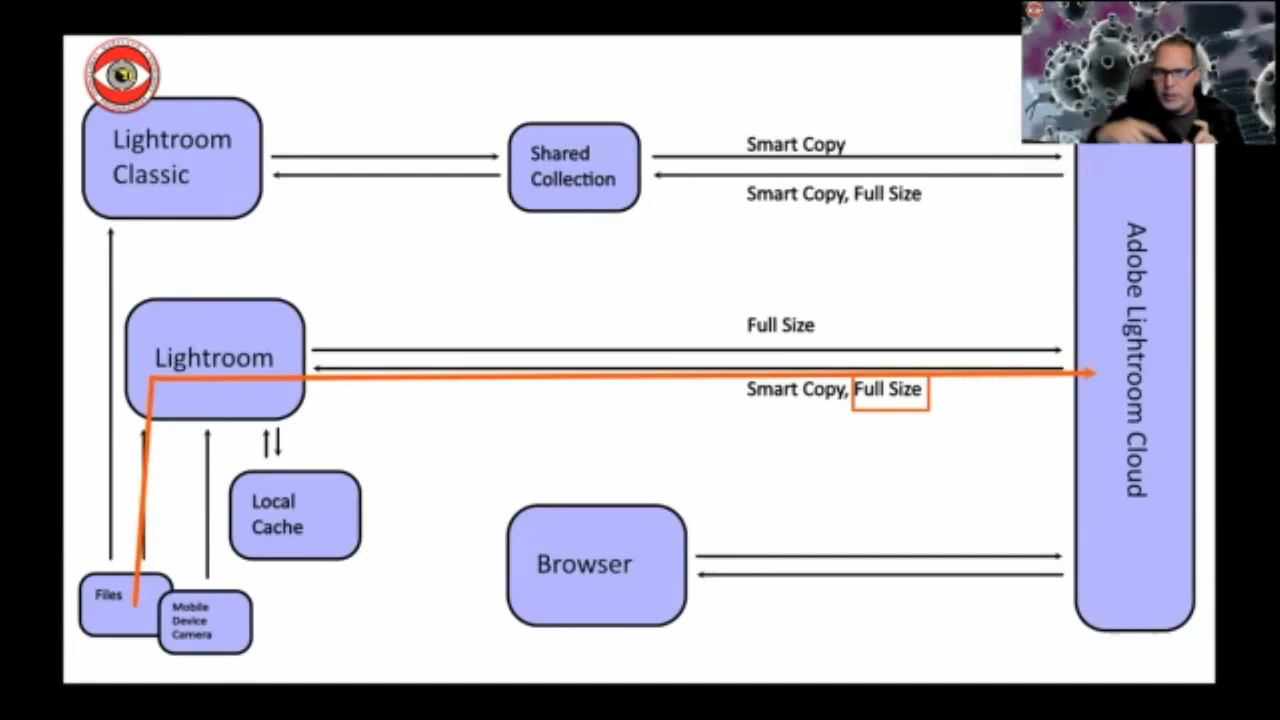 Lightroom
Classic
Shared
Collection
Smart Copy
Smart Copy, Full Size
Adobe Lightroom Cloud
Lightroom
Full Size
Smart Copy, Full Size
Local
Cache
Browser
Files
Mobile
Device
Camera